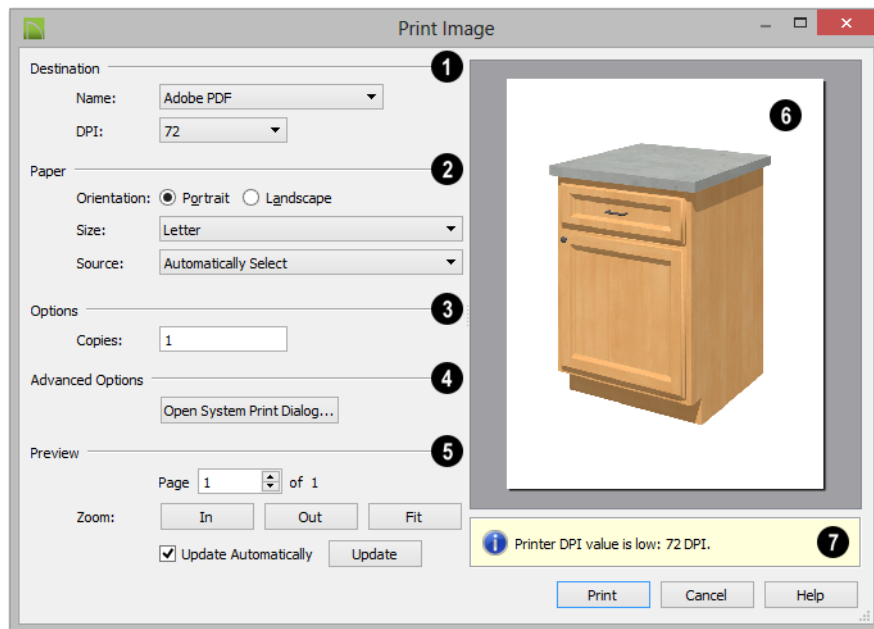 Print Image
Destination 1
Name: Adobe PDF
DPI: 72
Paper 2
Orientation: Portrait Landscape
Size: Letter
Source: Automatically Select
Options 3
Copies: 1
Advanced Options 4
Open System Print Dialog...
Preview 5
Page 1 of 1
Zoom: In Out Fit
Update Automatically Update
6
Printer DPI value is low: 72 DPI. 7
Print Cancel Help